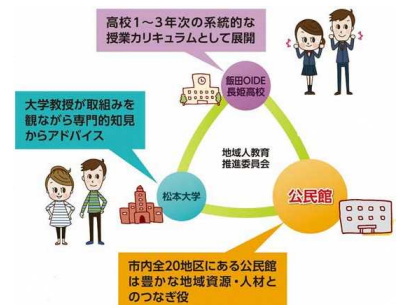 高校1～3年次の系統的な
授業カリキュラムとして展開
飯田OIDE
長姫高校
大学教授が取組みを
観ながら専門的知見
からアドバイス
地域人教育
推進委員会
松本大学
公民館
市内全20地区にある公民館
は豊かな地域資源・人材と
のつなぎ役